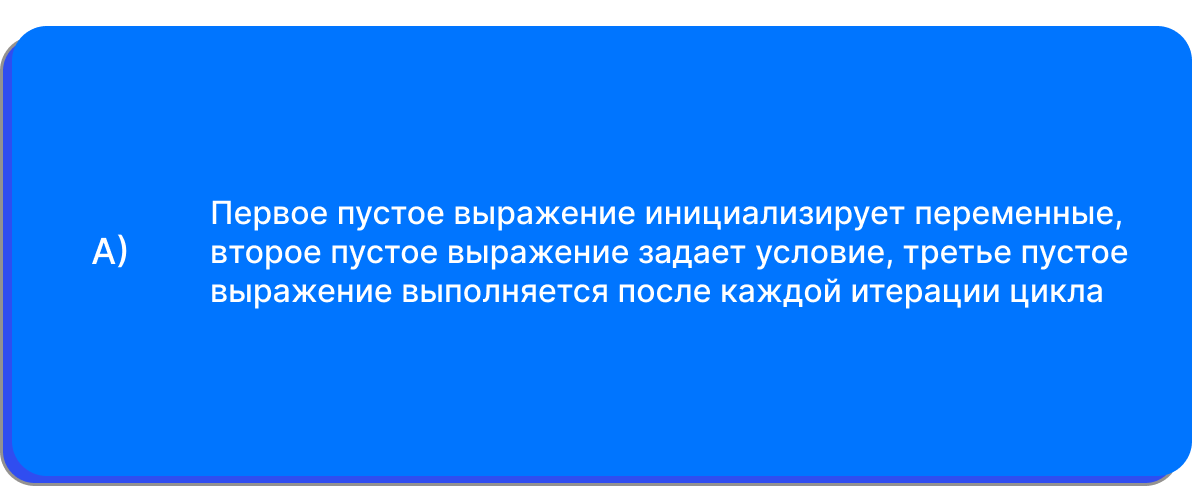 А)
Первое пустое выражение инициализирует переменные,
второе пустое выражение задает условие, третье пустое
выражение выполняется после каждой итерации цикла